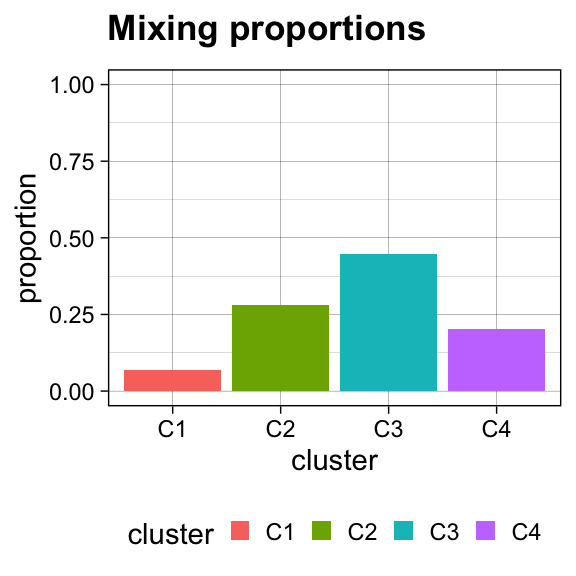 Mixing proportions
1.00
0.75
0.50
0.25
0.00
proportion
C1 C2 C3 C4
cluster
cluster C1 C2 C3 C4